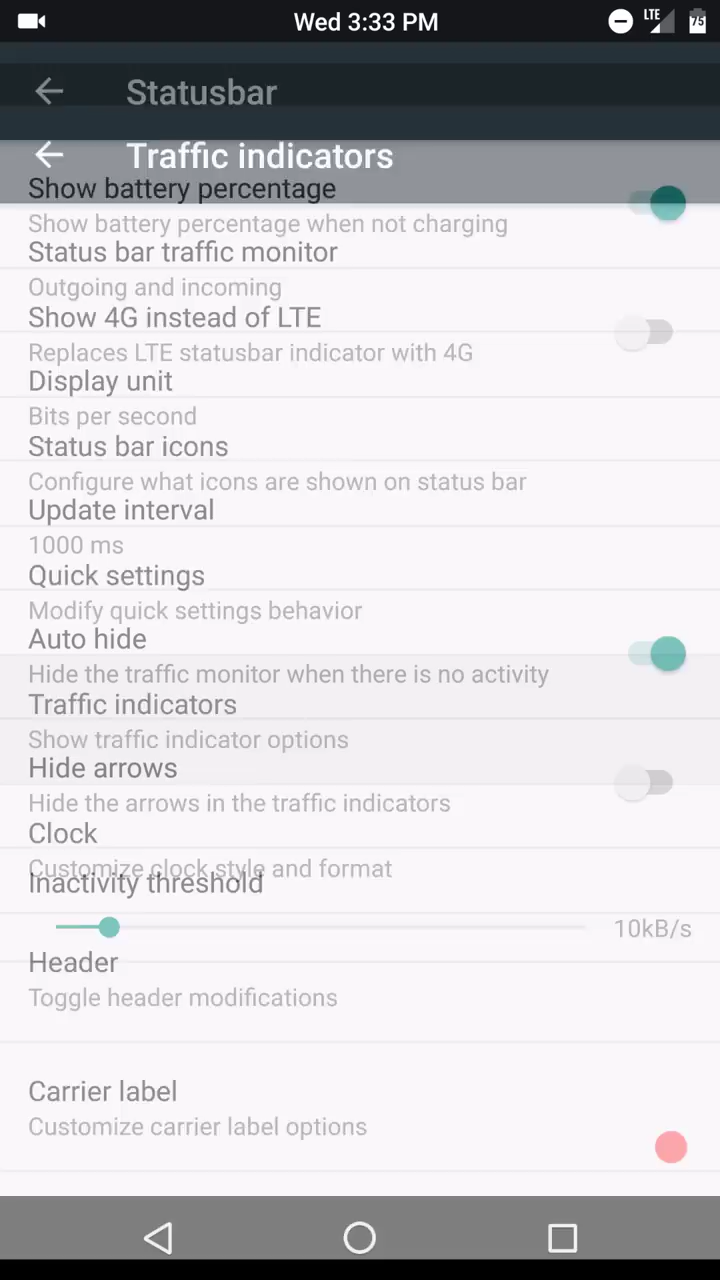 Wed 3:33 PM
LTE
75
Statusbar
Traffic indicators
Show battery percentage
Show battery percentage when not charging
Status bar traffic monitor
Outgoing and incoming
Show 4G instead of LTE
Replaces LTE statusbar indicator with 4G
Display unit
Bits per second
Status bar icons
Configure what icons are shown on status bar
Update interval
1000 ms
Quick settings
Modify quick settings behavior
Auto hide
Hide the traffic monitor when there is no activity
Traffic indicators
Show traffic indicator options
Hide arrows
Hide the arrows in the traffic indicators
Clock
Customize clock style and format
Inactivity threshold
10kB/s
Header
Toggle header modifications
Carrier label
Customize carrier label options